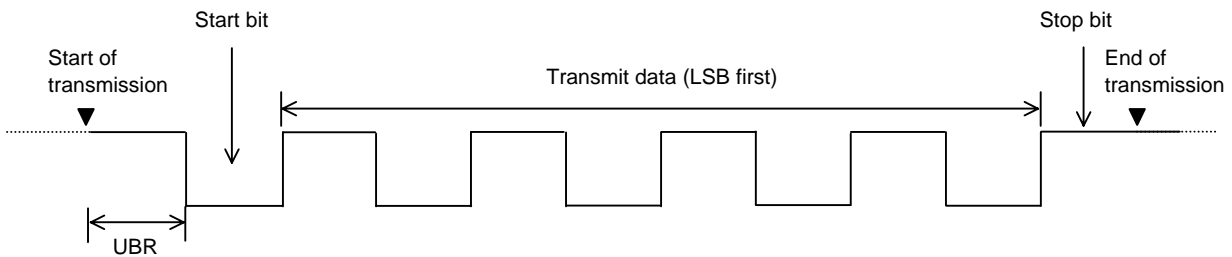 Start bit
Stop bit
Start of
transmission
End of
transmission
Transmit data (LSB first)
UBR